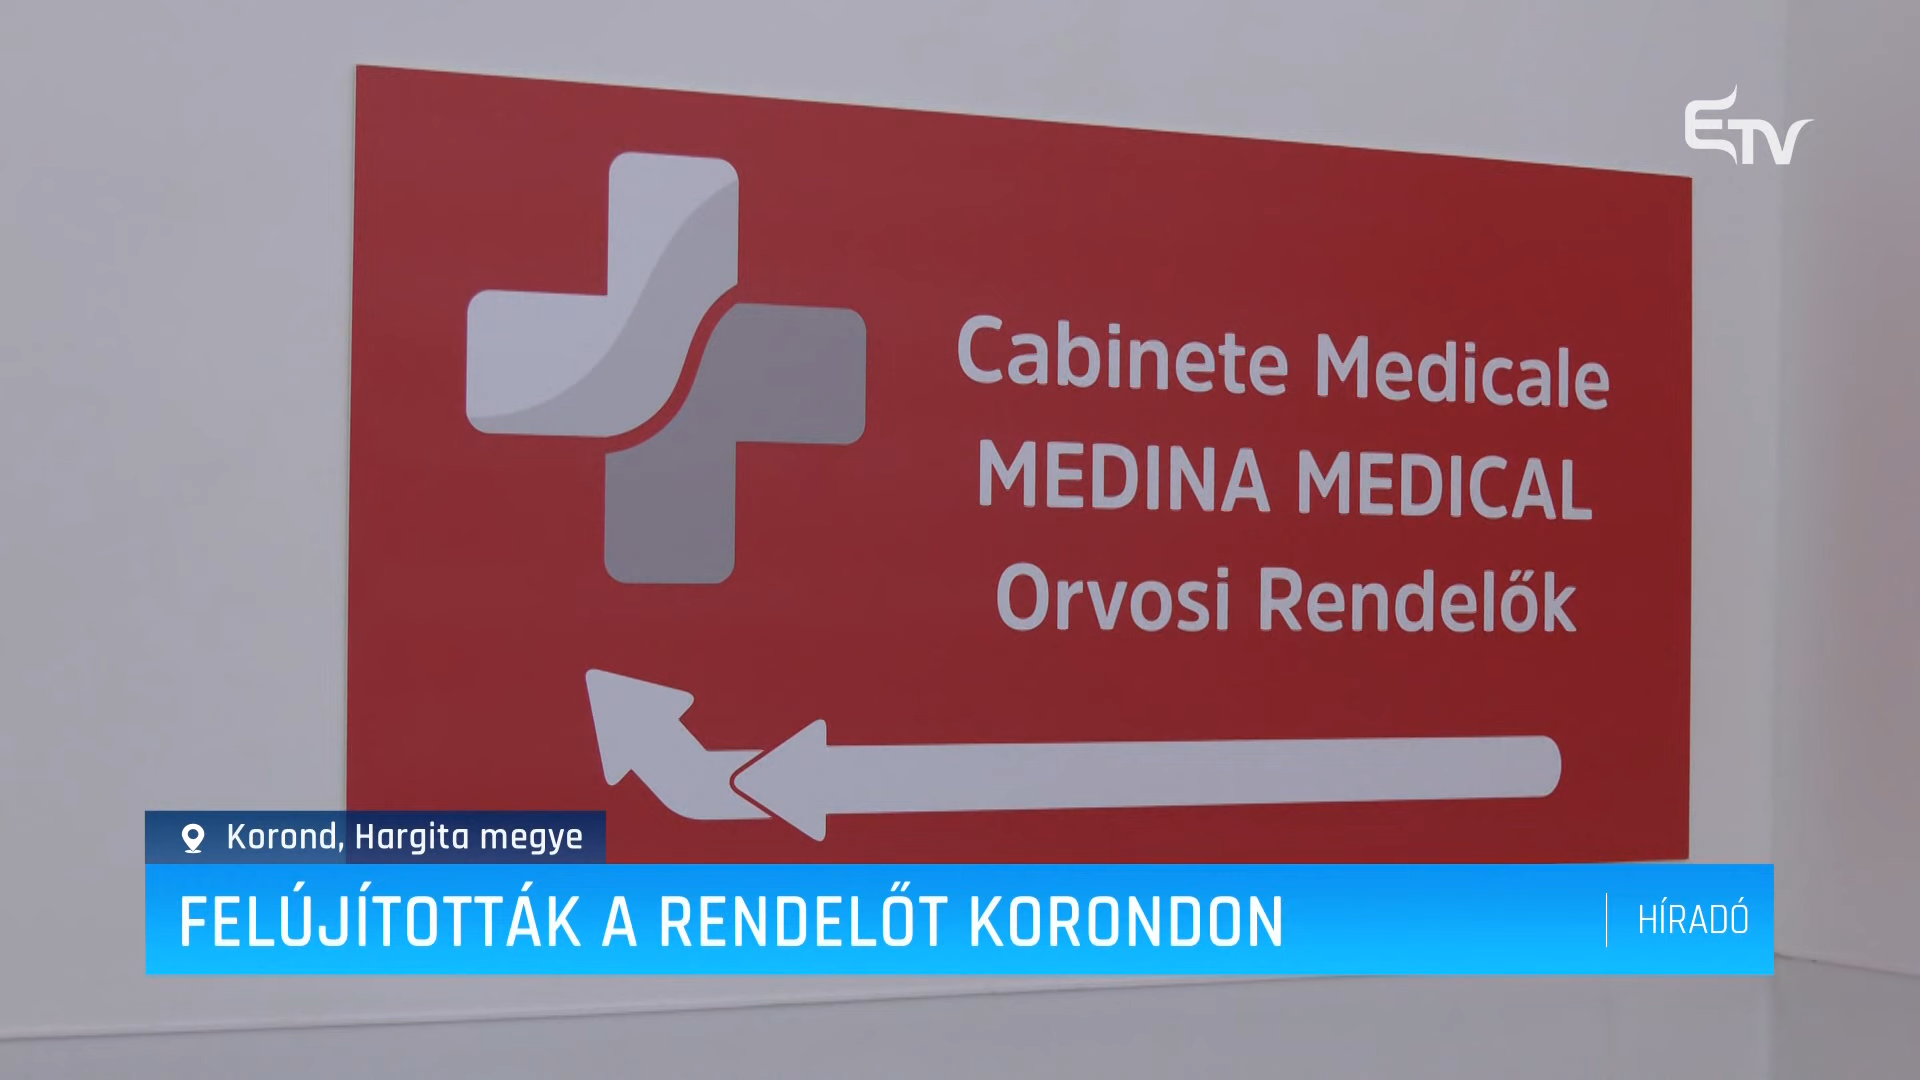 ETV
Cabinete Medicale
MEDINA MEDICAL
Orvosi Rendelők
Korond, Hargita megye
FELÚJÍTOTTÁK A RENDELŐT KORONDON
HÍRADÓ